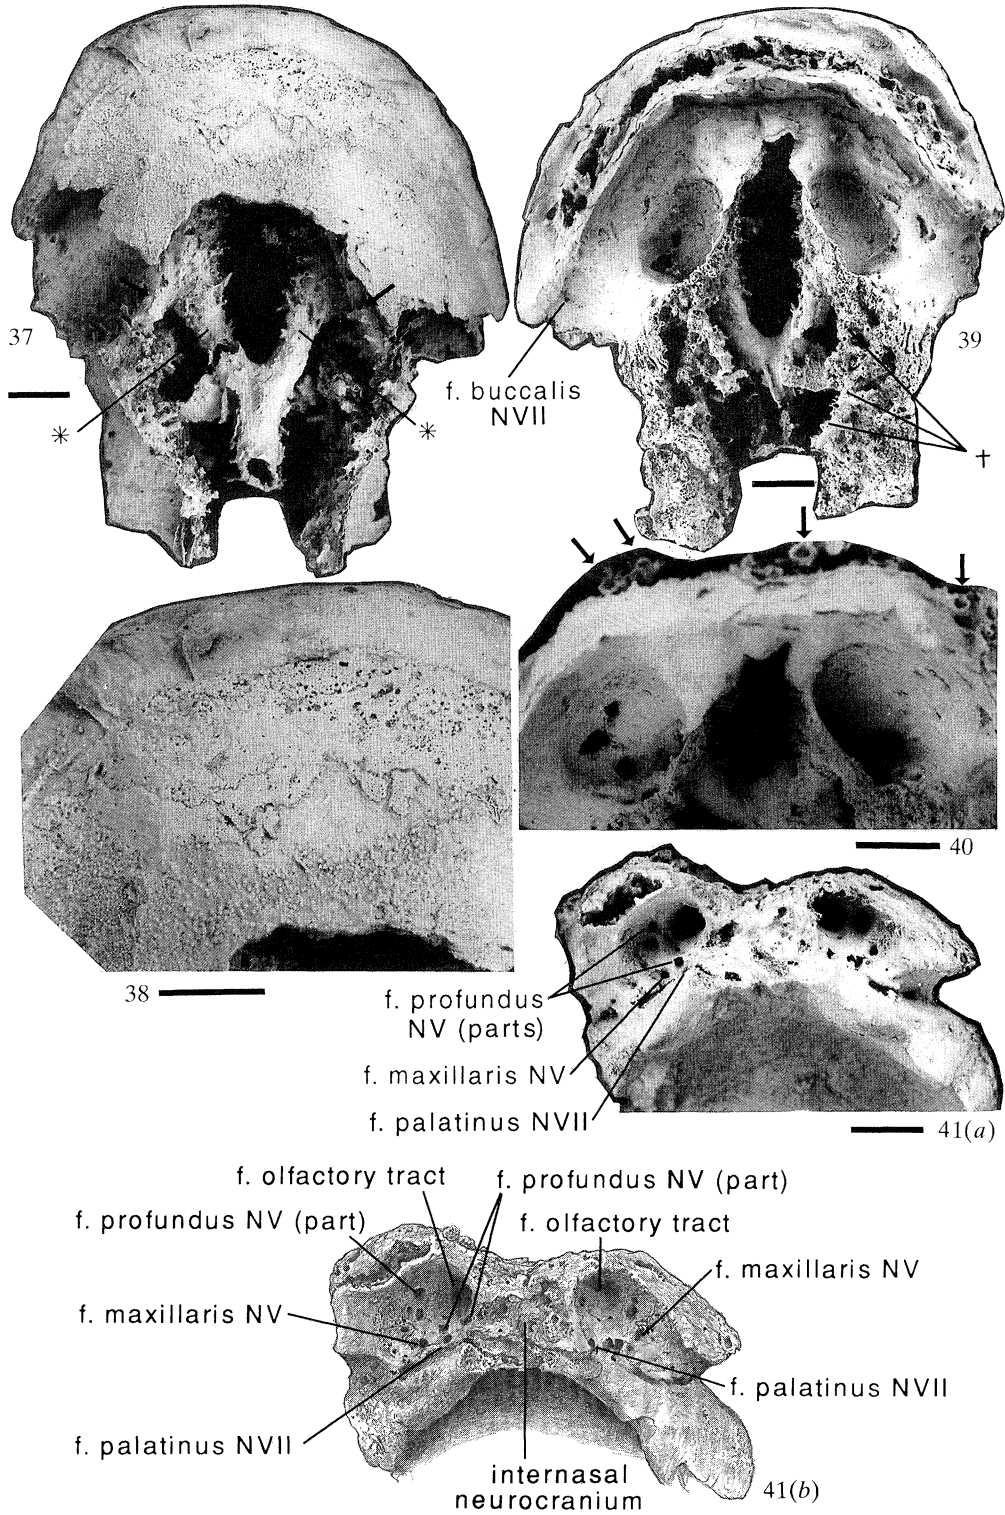 37
39
f. buccalis
NVII
*
*
†
40
38
f. profundus
NV (parts)
f. maxillaris NV
f. palatinus NVII
41(a)
f. olfactory tract
f. profundus NV (part)
f. profundus NV (part)
f. olfactory tract
f. maxillaris NV
f. maxillaris NV
f. palatinus NVII
f. palatinus NVII
internasal
neurocranium
41(b)